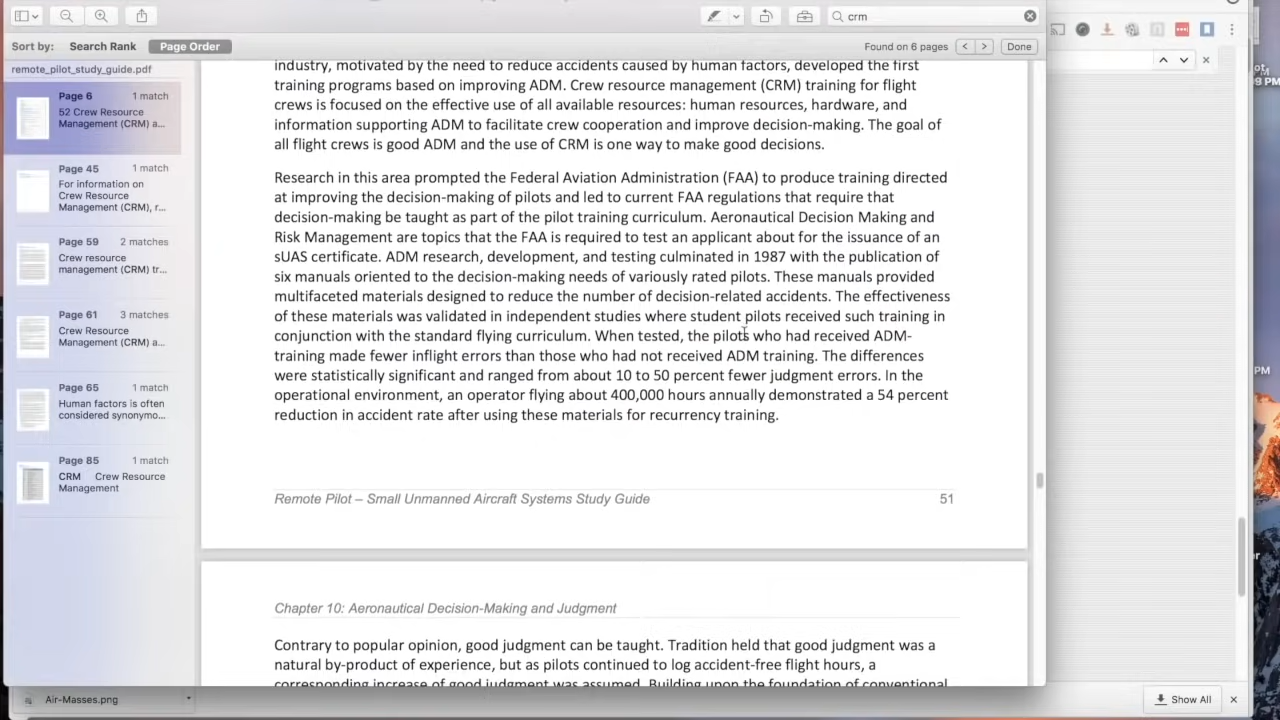 crm
Sort by: Search Rank Page Order Found on 6 pages Done
remote_pilot_study_guide.pdf
Page 6 1 match
52 Crew Resource
Management (CRM) a...
Page 45 1 match
For information on
Crew Resource
Management (CRM), r...
Page 59 2 matches
Crew resource
management (CRM) tr...
Page 61 3 matches
Crew Resource
Management (CRM) a...
Page 65 1 match
Human factors is often
considered synonymo...
Page 85 1 match
CRM Crew Resource
Management
industry, motivated by the need to reduce accidents caused by human factors, developed the first
training programs based on improving ADM. Crew resource management (CRM) training for flight
crews is focused on the effective use of all available resources: human resources, hardware, and
information supporting ADM to facilitate crew cooperation and improve decision-making. The goal of
all flight crews is good ADM and the use of CRM is one way to make good decisions.
Research in this area prompted the Federal Aviation Administration (FAA) to produce training directed
at improving the decision-making of pilots and led to current FAA regulations that require that
decision-making be taught as part of the pilot training curriculum. Aeronautical Decision Making and
Risk Management are topics that the FAA is required to test an applicant about for the issuance of an
sUAS certificate. ADM research, development, and testing culminated in 1987 with the publication of
six manuals oriented to the decision-making needs of variously rated pilots. These manuals provided
multifaceted materials designed to reduce the number of decision-related accidents. The effectiveness
of these materials was validated in independent studies where student pilots received such training in
conjunction with the standard flying curriculum. When tested, the pilots who had received ADM-
training made fewer inflight errors than those who had not received ADM training. The differences
were statistically significant and ranged from about 10 to 50 percent fewer judgment errors. In the
operational environment, an operator flying about 400,000 hours annually demonstrated a 54 percent
reduction in accident rate after using these materials for recurrency training.
Remote Pilot – Small Unmanned Aircraft Systems Study Guide 51
Chapter 10: Aeronautical Decision-Making and Judgment
Contrary to popular opinion, good judgment can be taught. Tradition held that good judgment was a
natural by-product of experience, but as pilots continued to log accident-free flight hours, a
corresponding increase of good judgment was assumed. Building upon the foundation of conventional
Air-Masses.png
Show All
PM